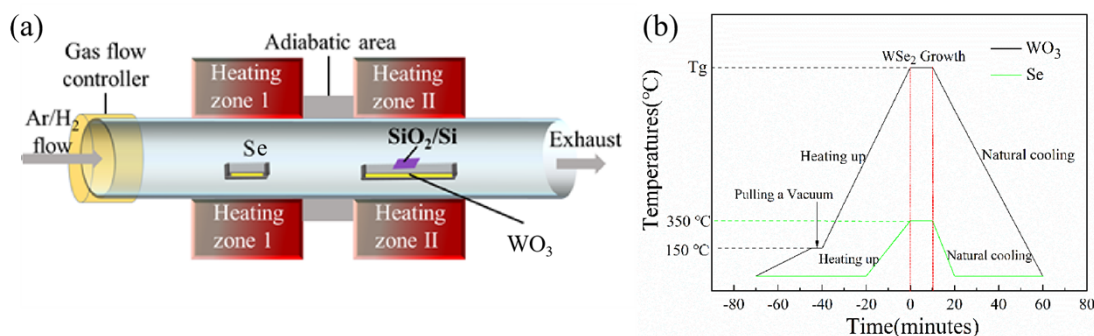 (a)
Gas flow
controller
Adiabatic area
Heating
zone I
Heating
zone II
Ar/H₂
flow
Se
SiO₂/Si
Exhaust
Heating
zone I
Heating
zone II
WO₃
(b)
WSe₂ Growth
WO₃
Se
Tg
Heating up
Natural cooling
Pulling a Vacuum
350 ℃
150 ℃
Heating up
Natural cooling
Temperatures(℃)
-80 -60 -40 -20 0 20 40 60 80
Time(minutes)